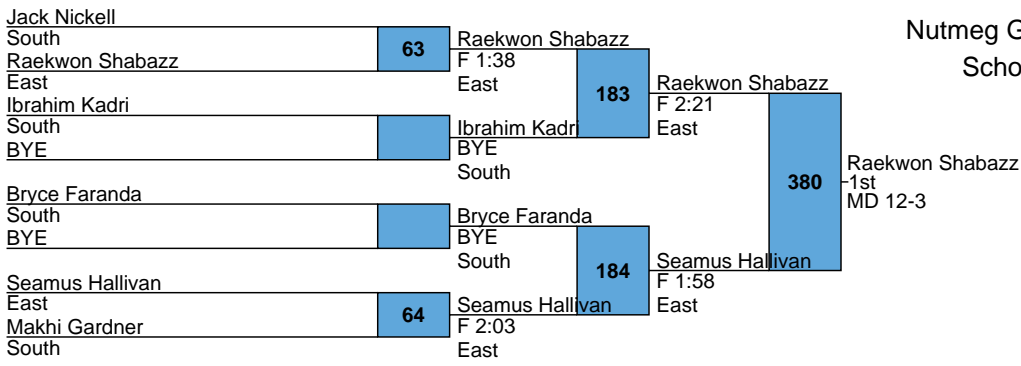 Jack Nickell
South
Raekwon Shabazz
East
Ibrahim Kadri
South
BYE
Bryce Faranda
South
BYE
Seamus Hallivan
East
Makhi Gardner
South
63
64
Raekwon Shabazz
F 1:38
East
Ibrahim Kadri
BYE
South
Bryce Faranda
BYE
South
Seamus Hallivan
F 2:03
East
183
184
Raekwon Shabazz
F 2:21
East
Seamus Hallivan
F 1:58
East
380
Raekwon Shabazz
1st
MD 12-3
Nutmeg